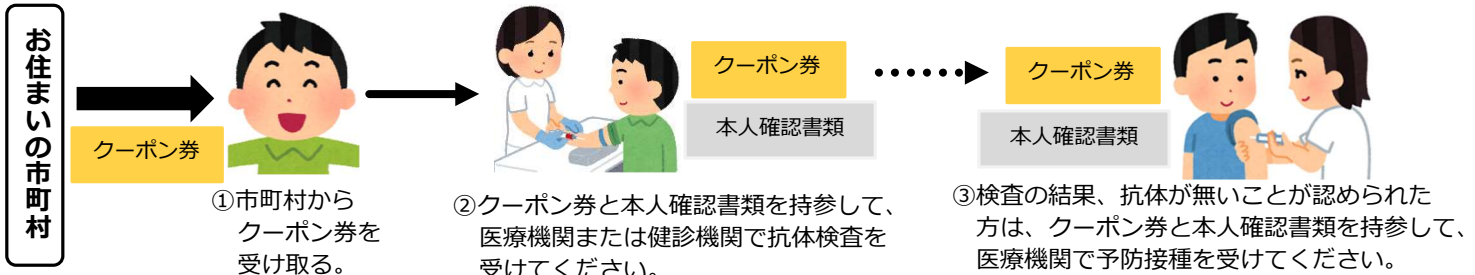 お住まいの市町村
クーポン券
①市町村から
クーポン券を
受け取る。
クーポン券
本人確認書類
②クーポン券と本人確認書類を持参して、
医療機関または健診機関で抗体検査を
受けてください。
クーポン券
本人確認書類
③検査の結果、抗体が無いことが認められた
方は、クーポン券と本人確認書類を持参して、
医療機関で予防接種を受けてください。